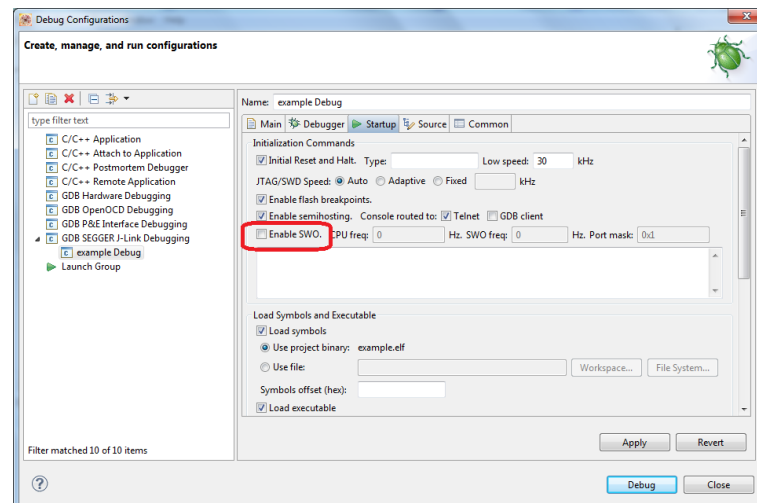 Debug Configurations
Create, manage, and run configurations
type filter text
C/C++ Application
C/C++ Attach to Application
C/C++ Postmortem Debugger
C/C++ Remote Application
GDB Hardware Debugging
GDB OpenOCD Debugging
GDB P&E Interface Debugging
GDB SEGGER J-Link Debugging
example Debug
Launch Group
Filter matched 10 of 10 items
Name: example Debug
Main Debugger Startup Source Common
Initialization Commands
Initial Reset and Halt. Type: Low speed: 30 kHz
JTAG/SWD Speed: Auto Adaptive Fixed kHz
Enable flash breakpoints.
Enable semihosting. Console routed to: Telnet GDB client
Enable SWO. CPU freq: 0 Hz. SWO freq: 0 Hz. Port mask: 0x1
Load Symbols and Executable
Load symbols
Use project binary: example.elf
Use file: Workspace... File System...
Symbols offset (hex):
Load executable
Apply Revert
Debug Close